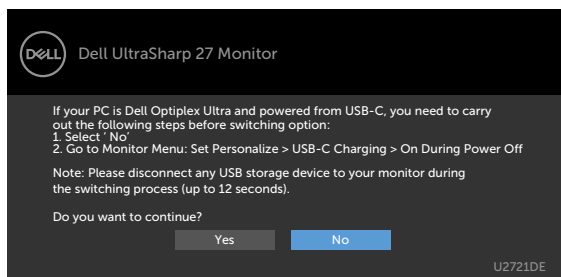 DELL
Dell UltraSharp 27 Monitor
If your PC is Dell Optiplex Ultra and powered from USB-C, you need to carry
out the following steps before switching option:
1. Select ‘ No’
2. Go to Monitor Menu: Set Personalize > USB-C Charging > On During Power Off
Note: Please disconnect any USB storage device to your monitor during
the switching process (up to 12 seconds).
Do you want to continue?
Yes No
U2721DE